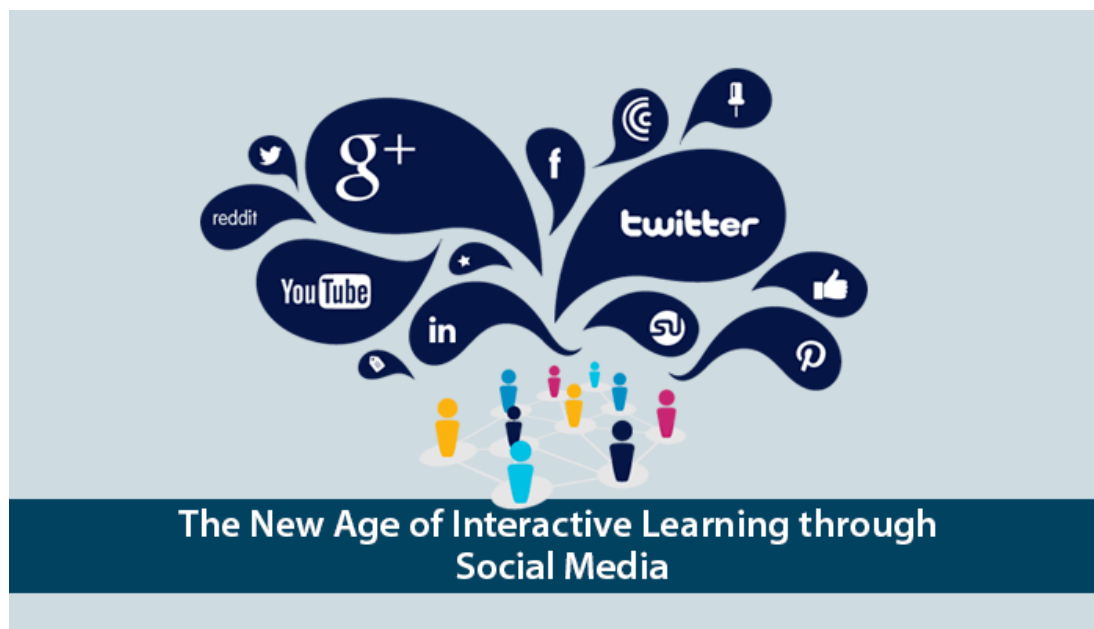 g+
f
reddit
twitter
YouTube
in
The New Age of Interactive Learning through
Social Media